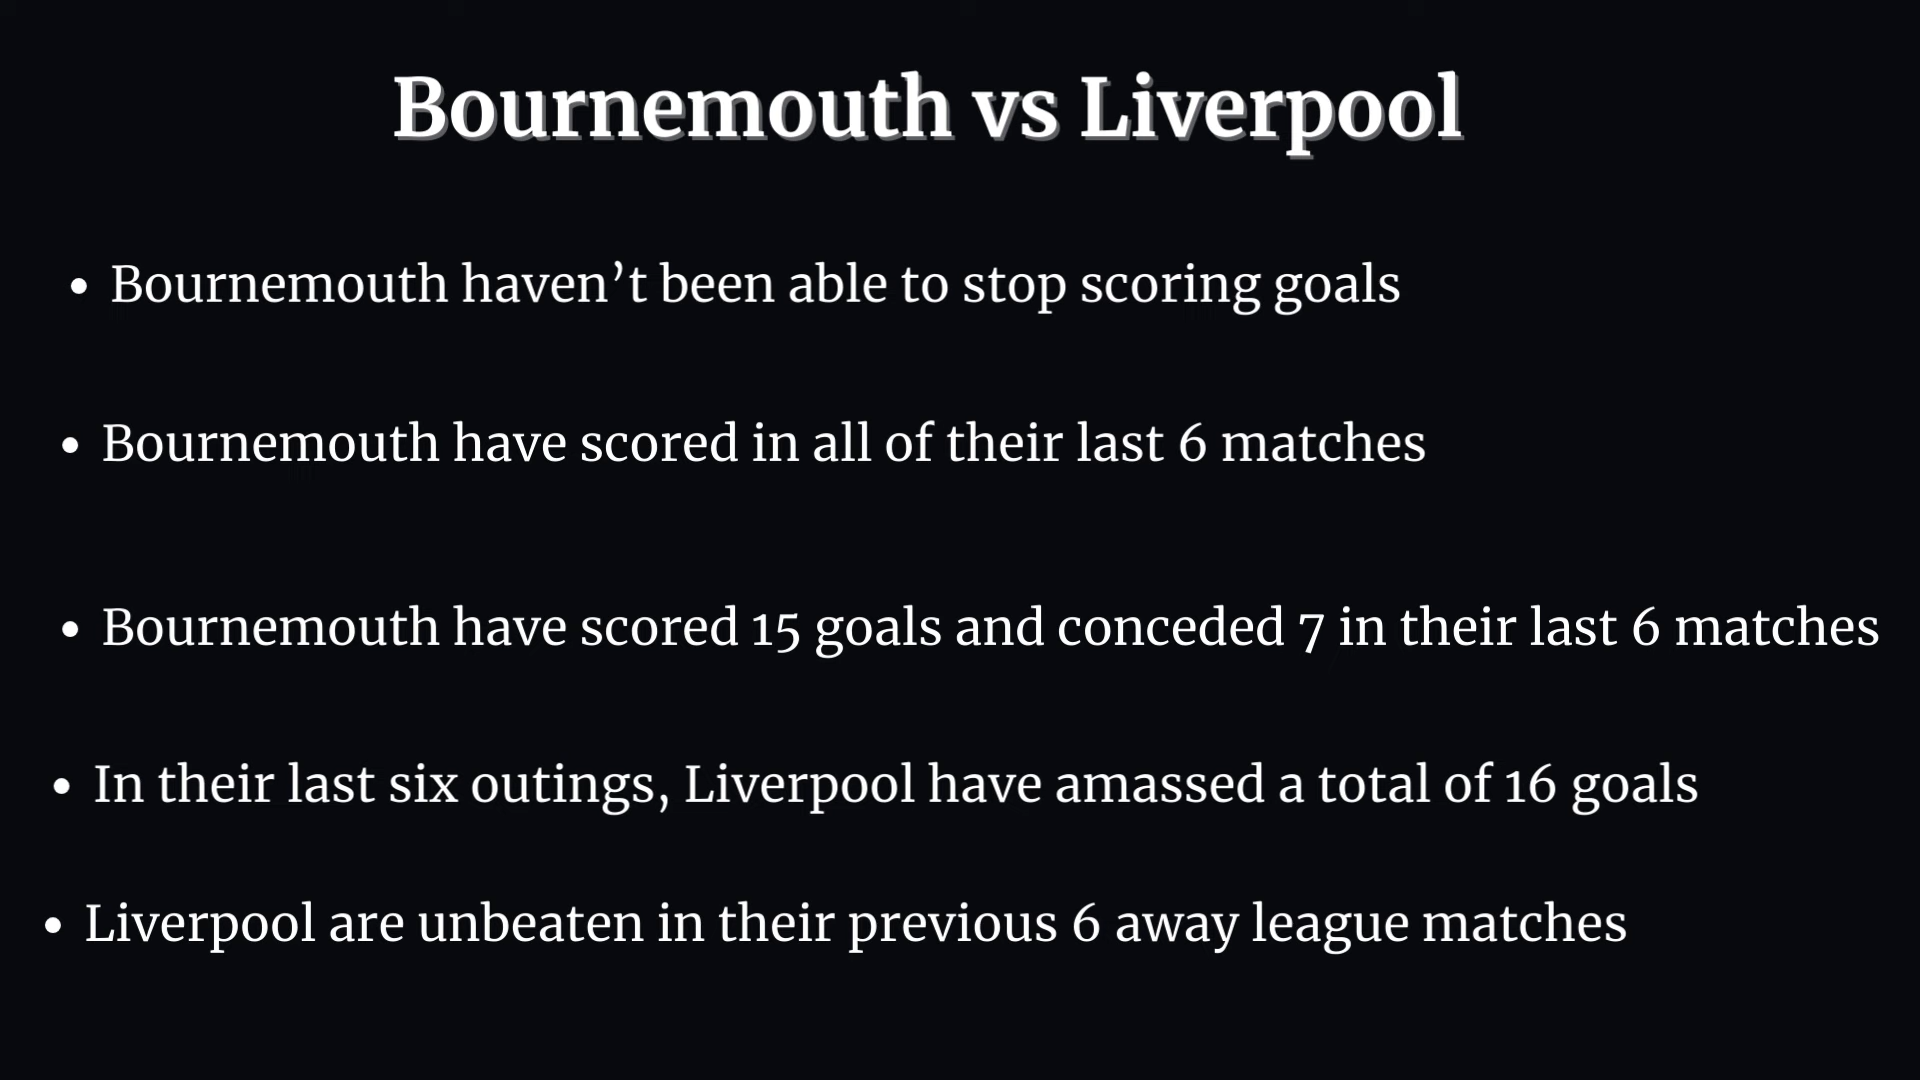 Bournemouth vs Liverpool
• Bournemouth haven’t been able to stop scoring goals
• Bournemouth have scored in all of their last 6 matches
• Bournemouth have scored 15 goals and conceded 7 in their last 6 matches
• In their last six outings, Liverpool have amassed a total of 16 goals
• Liverpool are unbeaten in their previous 6 away league matches